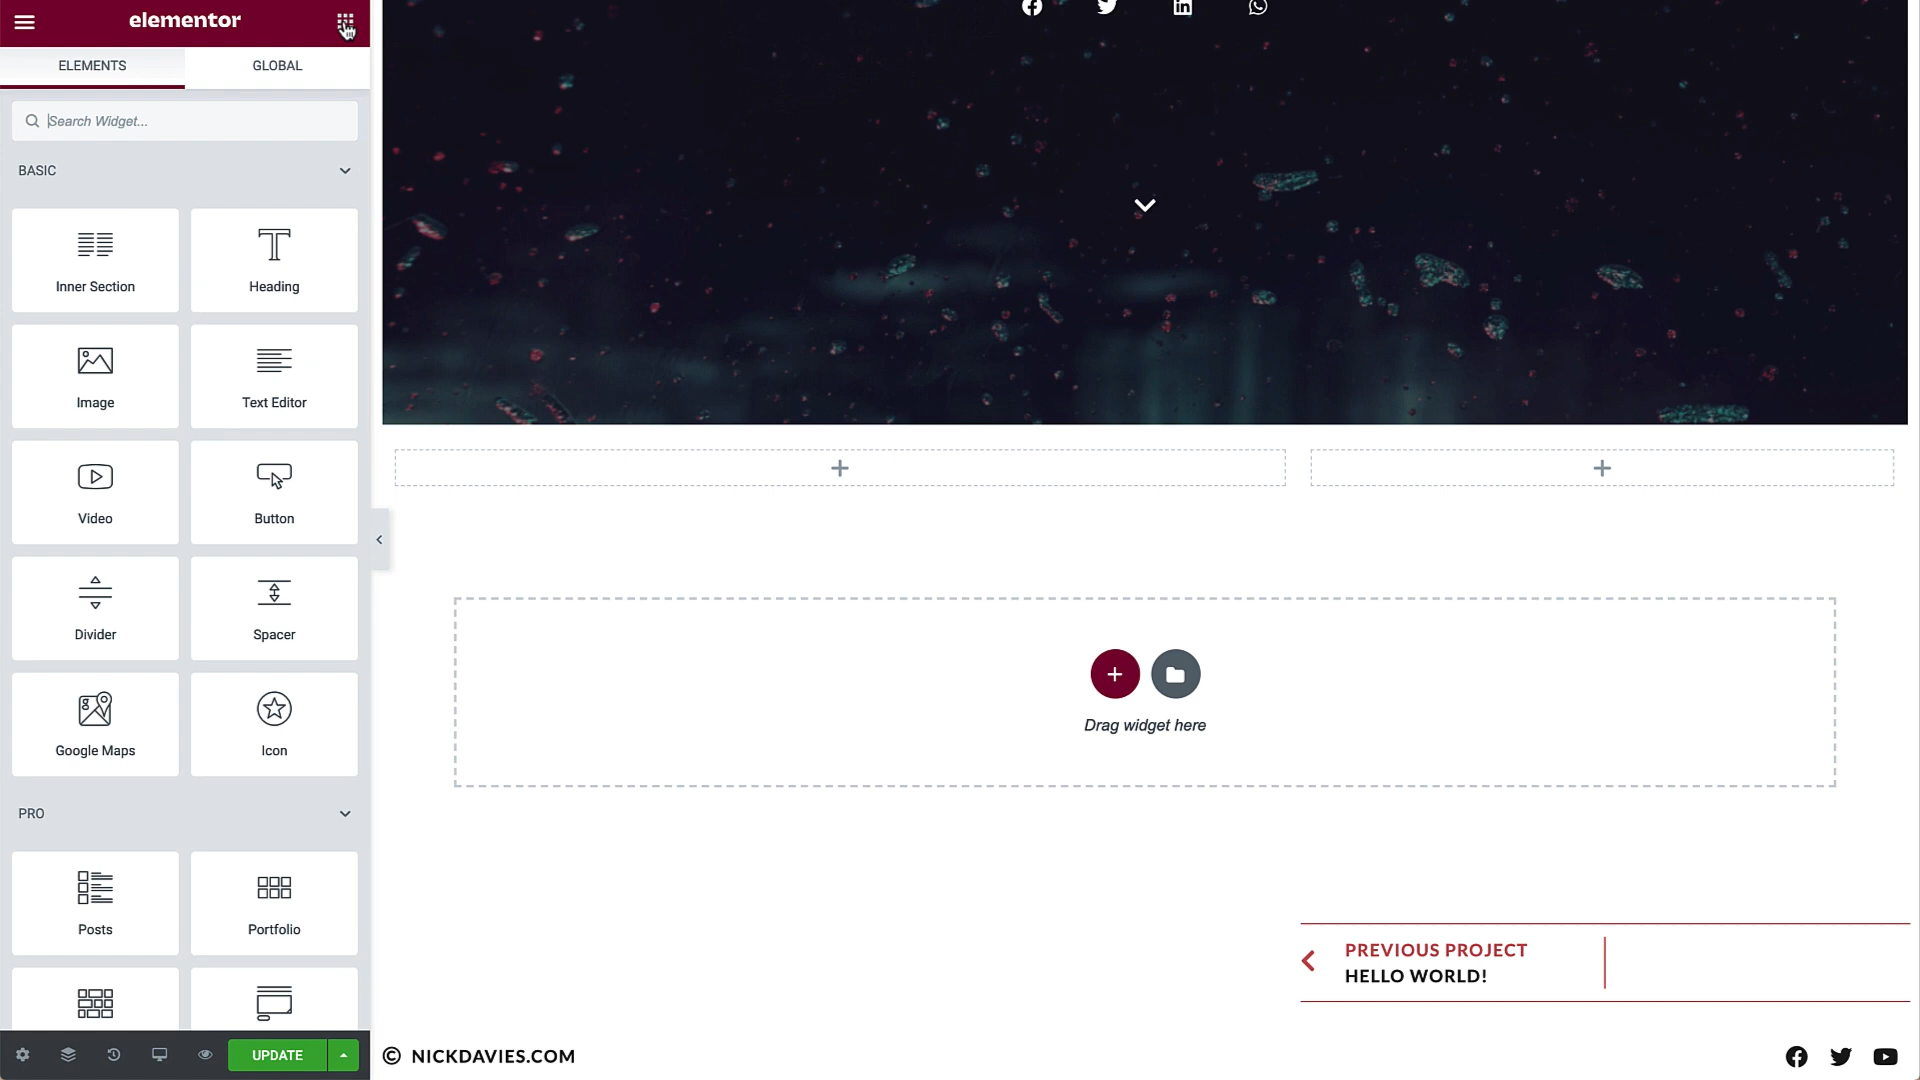 elementor
ELEMENTS
GLOBAL
Search Widget...
BASIC
Inner Section
Heading
Image
Text Editor
Video
Button
Divider
Spacer
Google Maps
Icon
PRO
Posts
Portfolio
UPDATE
Drag widget here
PREVIOUS PROJECT
HELLO WORLD!
© NICKDAVIES.COM